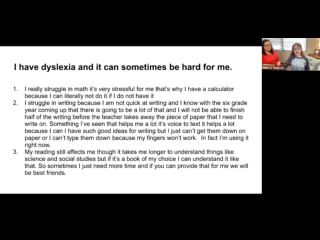 I have dyslexia and it can sometimes be hard for me.
1. I really struggle in math it's very stressful for me that's why I have a calculator
because I can literally not do it if I do not have it
2. I struggle in writing because I am not quick at writing and I know with the six grade
year coming up that there is going to be a lot of that and I will not be able to finish
half of the writing before the teacher takes away the piece of paper that I need to
write on. Something I've seen that helps me a lot it's voice to text it helps a lot
because I can have such good ideas for writing but I just can't get them down on
paper or I can't type them down because my fingers won't work. In fact I'm using it
right now.
3. My reading still affects me though it takes me longer to understand things like
science and social studies but if it's a book of my choice I can understand it like
that. So sometimes I just need more time and if you can provide that for me we will
be best friends.